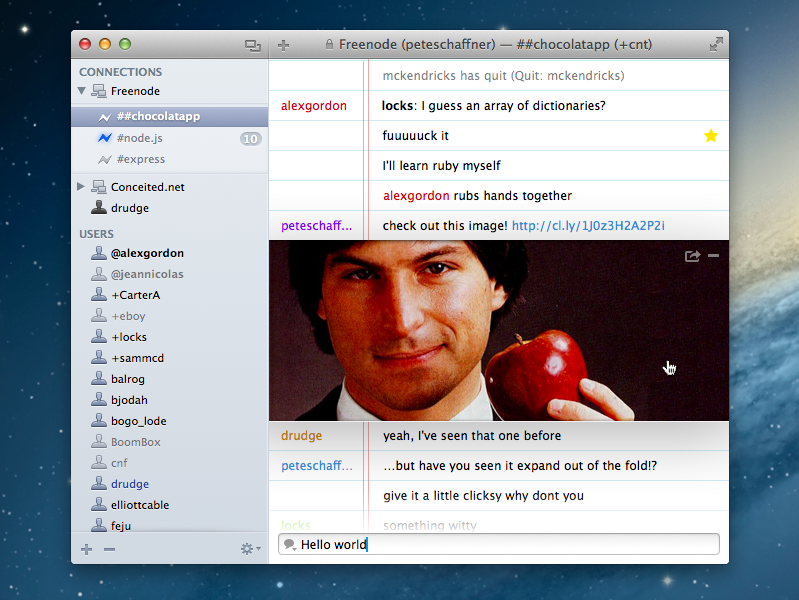 Freenode (peteschaffner) — ##chocolatapp (+cnt)
CONNECTIONS
Freenode
##chocolatapp
#node.js 10
#express
Conceited.net
drudge
USERS
@alexgordon
@jeannicolas
+CarterA
+eboy
+locks
+sammcd
balrog
bjodah
bogo_lode
BoomBox
cnf
drudge
elliottcable
feju
mckendricks has quit (Quit: mckendricks)
alexgordon locks: I guess an array of dictionaries?
fuuuuuck it
I'll learn ruby myself
alexgordon rubs hands together
peteschaff... check out this image! http://cl.ly/1J0z3H2A2P2i
drudge yeah, I've seen that one before
peteschaff... ...but have you seen it expand out of the fold!?
give it a little clicksy why dont you
locks something witty
Hello world